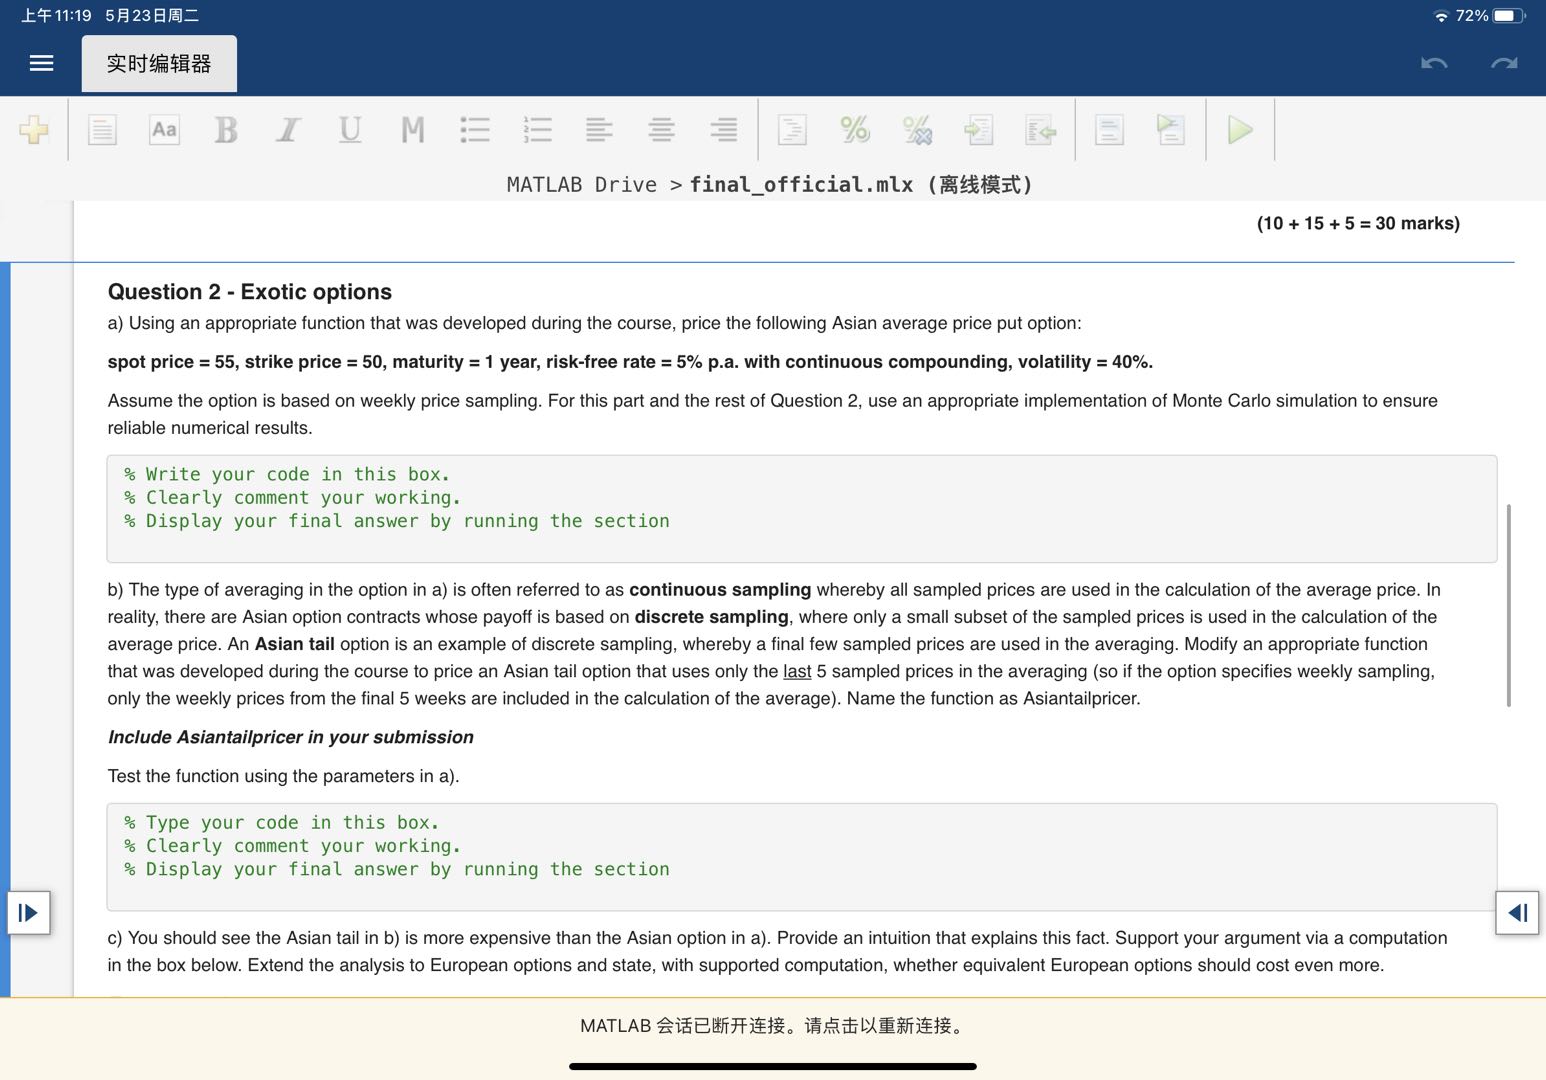 上午11:19 5月23日周二
72%
实时编辑器
Aa B I U M
MATLAB Drive > final_official.mlx (离线模式)
(10 + 15 + 5 = 30 marks)
Question 2 - Exotic options
a) Using an appropriate function that was developed during the course, price the following Asian average price put option:
spot price = 55, strike price = 50, maturity = 1 year, risk-free rate = 5% p.a. with continuous compounding, volatility = 40%.
Assume the option is based on weekly price sampling. For this part and the rest of Question 2, use an appropriate implementation of Monte Carlo simulation to ensure
reliable numerical results.
% Write your code in this box.
% Clearly comment your working.
% Display your final answer by running the section
b) The type of averaging in the option in a) is often referred to as continuous sampling whereby all sampled prices are used in the calculation of the average price. In
reality, there are Asian option contracts whose payoff is based on discrete sampling, where only a small subset of the sampled prices is used in the calculation of the
average price. An Asian tail option is an example of discrete sampling, whereby a final few sampled prices are used in the averaging. Modify an appropriate function
that was developed during the course to price an Asian tail option that uses only the last 5 sampled prices in the averaging (so if the option specifies weekly sampling,
only the weekly prices from the final 5 weeks are included in the calculation of the average). Name the function as Asiantailpricer.
Include Asiantailpricer in your submission
Test the function using the parameters in a).
% Type your code in this box.
% Clearly comment your working.
% Display your final answer by running the section
c) You should see the Asian tail in b) is more expensive than the Asian option in a). Provide an intuition that explains this fact. Support your argument via a computation
in the box below. Extend the analysis to European options and state, with supported computation, whether equivalent European options should cost even more.
MATLAB 会话已断开连接。请点击以重新连接。